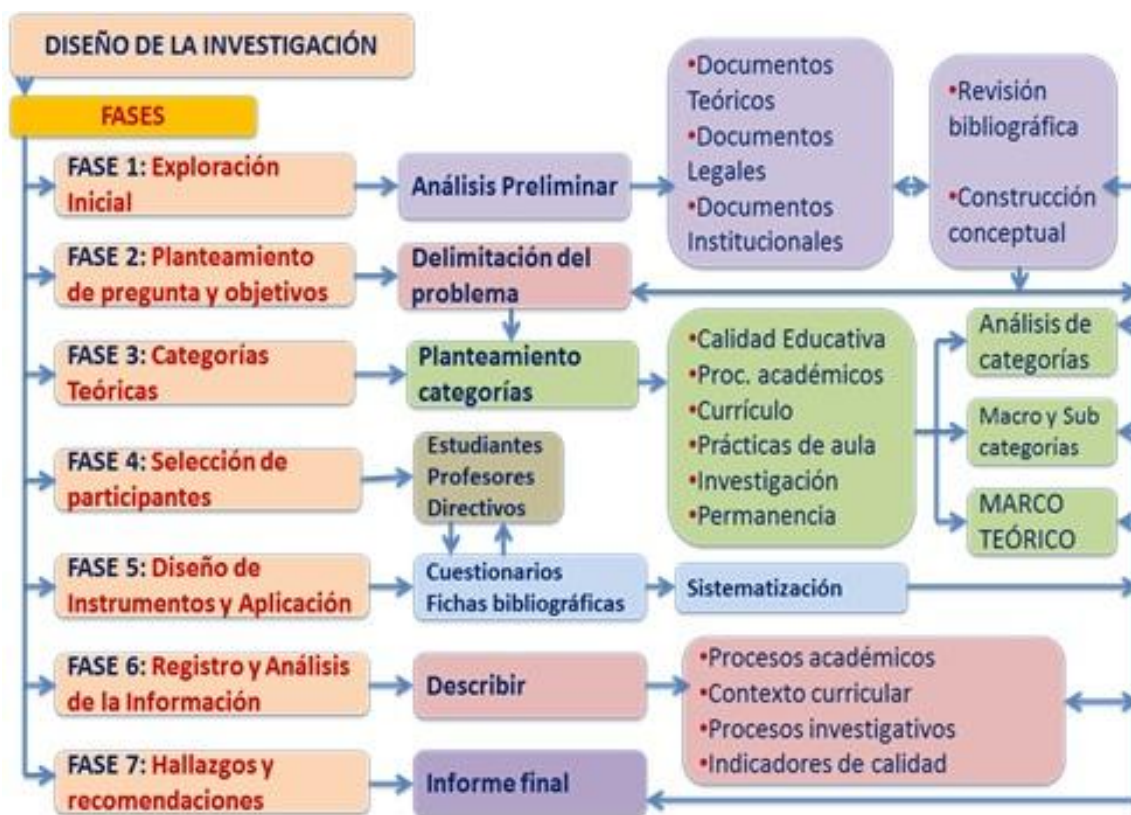 DISEÑO DE LA INVESTIGACIÓN
FASES
FASE 1: Exploración
Inicial
Análisis Preliminar
•Documentos
Teóricos
•Documentos
Legales
•Documentos
Institucionales
•Revisión
bibliográfica
•Construcción
conceptual
FASE 2: Planteamiento
de pregunta y objetivos
Delimitación del
problema
FASE 3: Categorías
Teóricas
Planteamiento
categorías
•Calidad Educativa
•Proc. académicos
•Currículo
•Prácticas de aula
•Investigación
•Permanencia
Análisis de
categorías
Macro y Sub
categorías
MARCO
TEÓRICO
FASE 4: Selección de
participantes
Estudiantes
Profesores
Directivos
FASE 5: Diseño de
Instrumentos y Aplicación
Cuestionarios
Fichas bibliográficas
Sistematización
FASE 6: Registro y Análisis
de la Información
Describir
•Procesos académicos
•Contexto curricular
•Procesos investigativos
•Indicadores de calidad
FASE 7: Hallazgos y
recomendaciones
Informe final